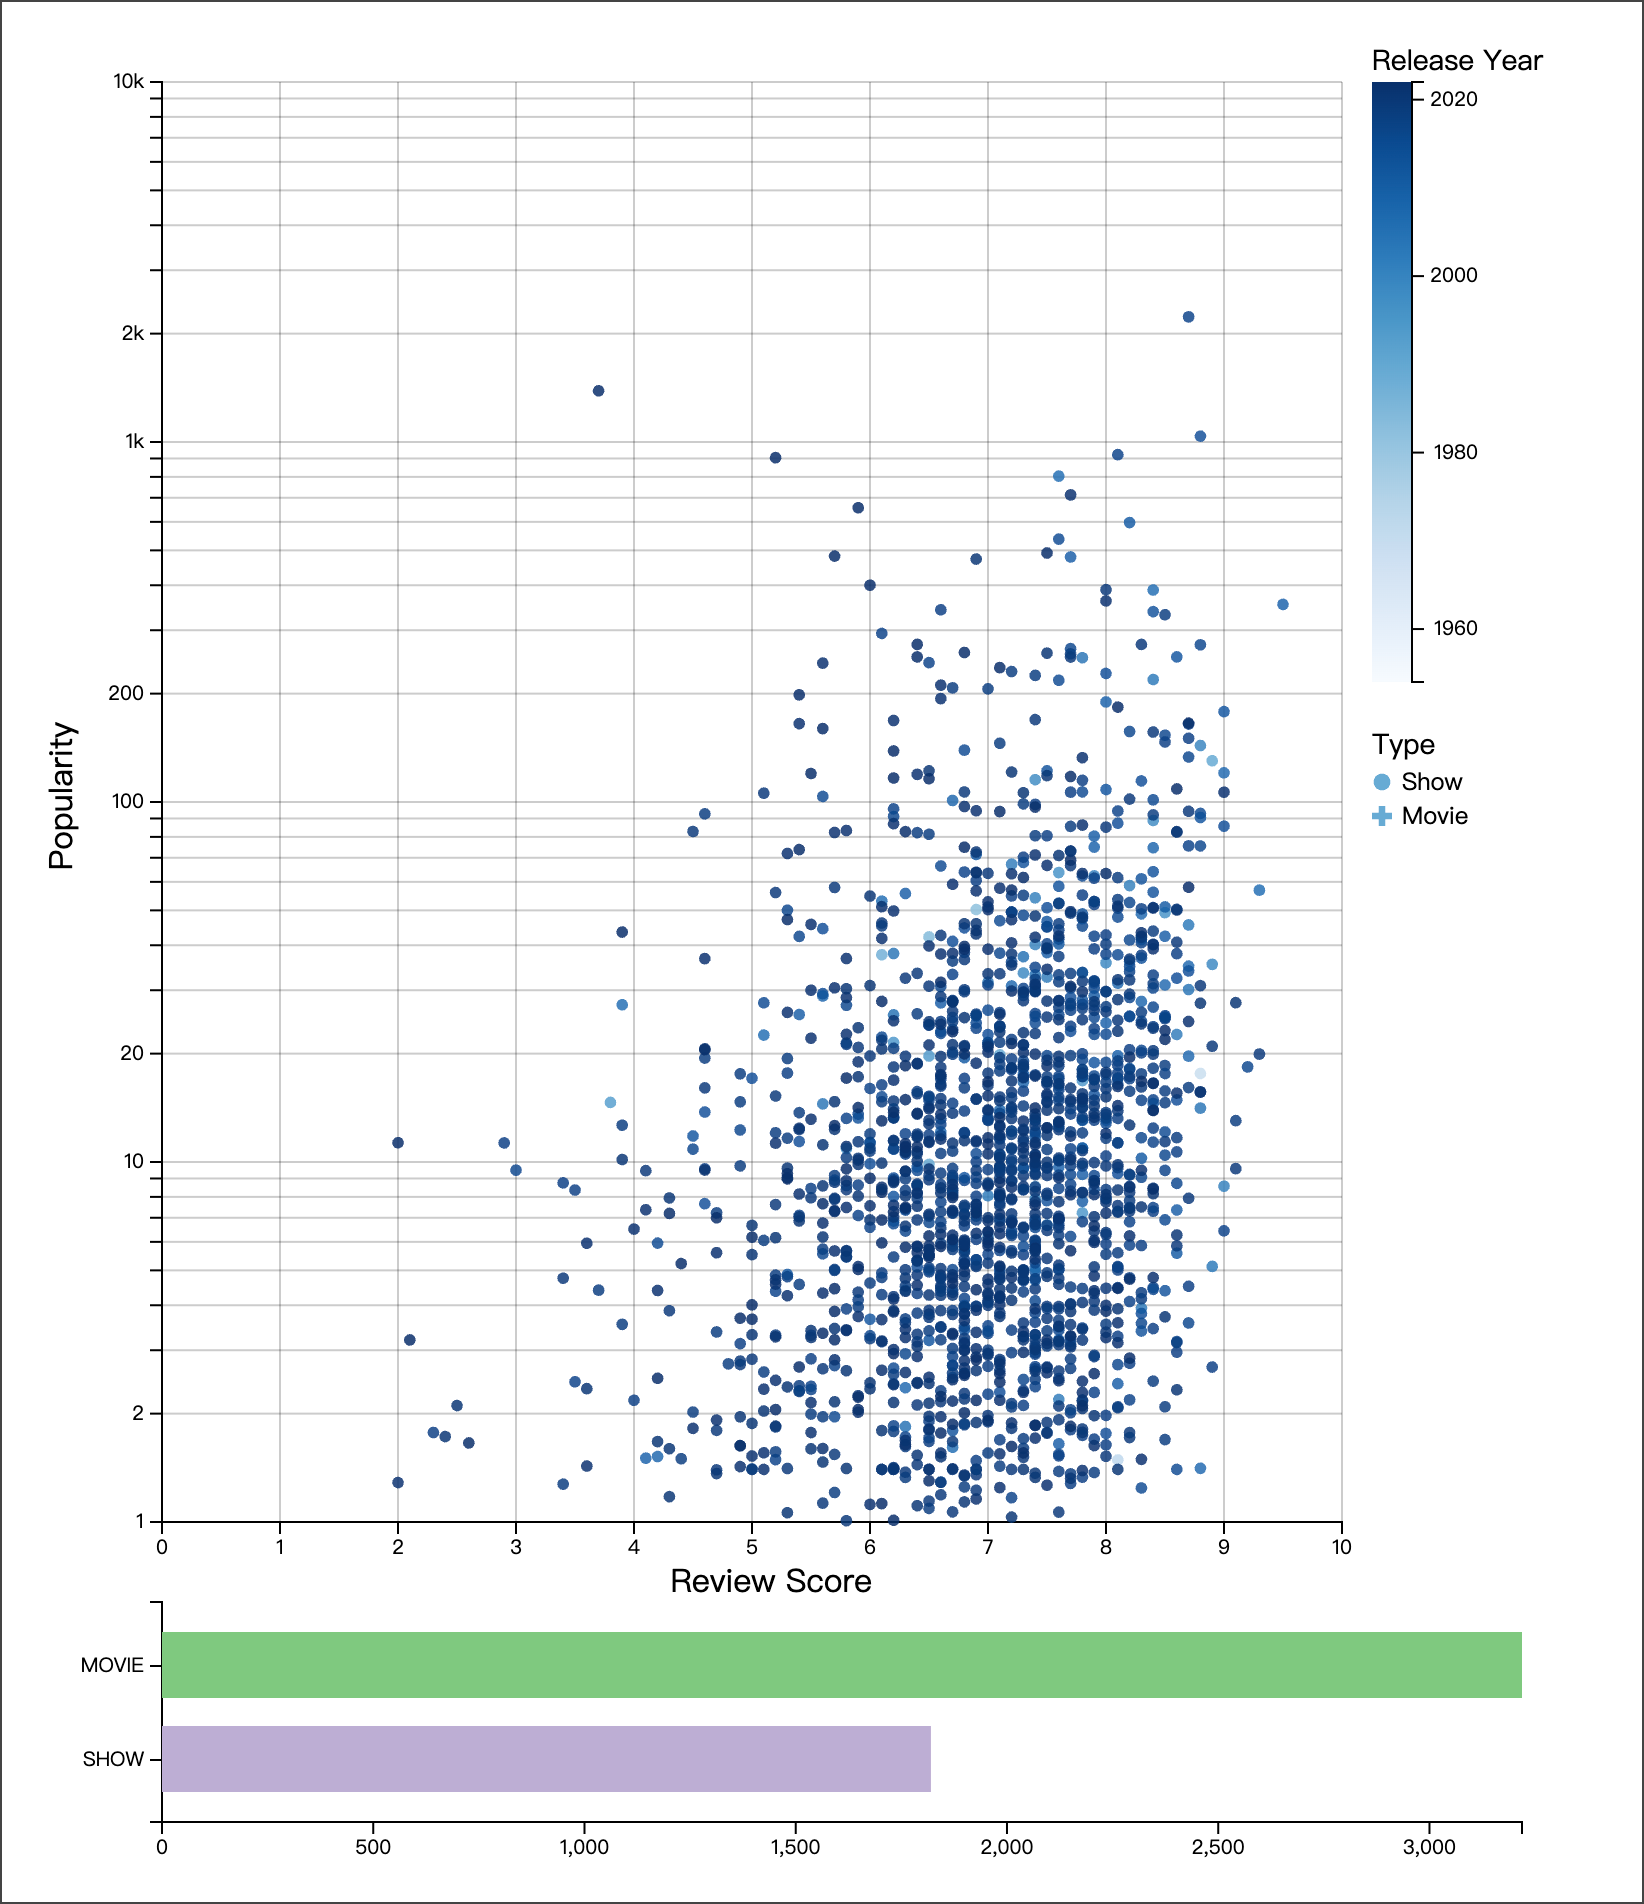 Release Year
2020
2000
1980
1960
Type
Show
Movie
Popularity
10k
2k
1k
200
100
20
10
2
1
0 1 2 3 4 5 6 7 8 9 10
Review Score
MOVIE
SHOW
0 500 1,000 1,500 2,000 2,500 3,000